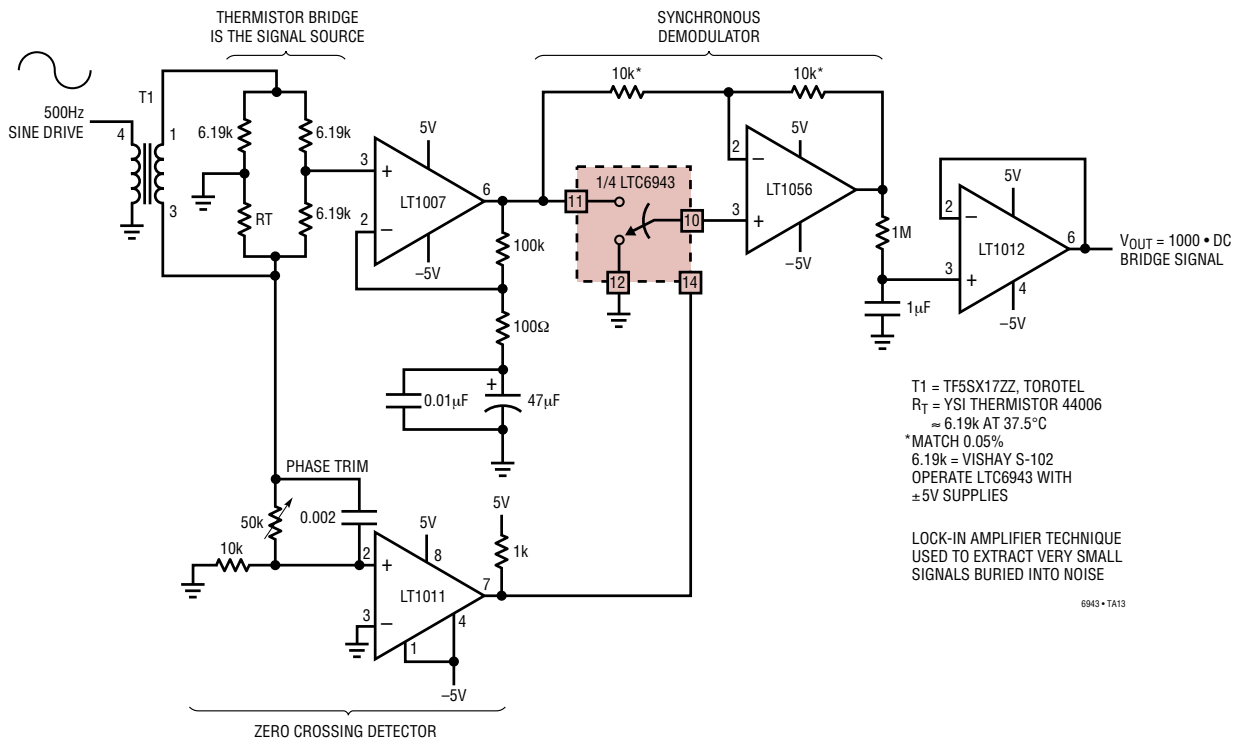 THERMISTOR BRIDGE
IS THE SIGNAL SOURCE
SYNCHRONOUS
DEMODULATOR
500Hz
SINE DRIVE
T1
4
1
3
6.19k
6.19k
RT
6.19k
3
+
2
−
5V
LT1007
−5V
6
100k
100Ω
0.01μF
+
47μF
10k*
10k*
1/4 LTC6943
11
10
12
14
5V
2
−
LT1056
3
+
−5V
1M
1μF
5V
2
−
LT1012
3
+
4
−5V
6
VOUT = 1000 • DC
BRIDGE SIGNAL
T1 = TF5SX17ZZ, TOROTEL
RT = YSI THERMISTOR 44006
≈ 6.19k AT 37.5°C
*MATCH 0.05%
6.19k = VISHAY S-102
OPERATE LTC6943 WITH
±5V SUPPLIES
LOCK-IN AMPLIFIER TECHNIQUE
USED TO EXTRACT VERY SMALL
SIGNALS BURIED INTO NOISE
6943 • TA13
PHASE TRIM
50k
0.002
10k
5V
8
2
+
3
−
LT1011
1
4
7
−5V
5V
1k
ZERO CROSSING DETECTOR